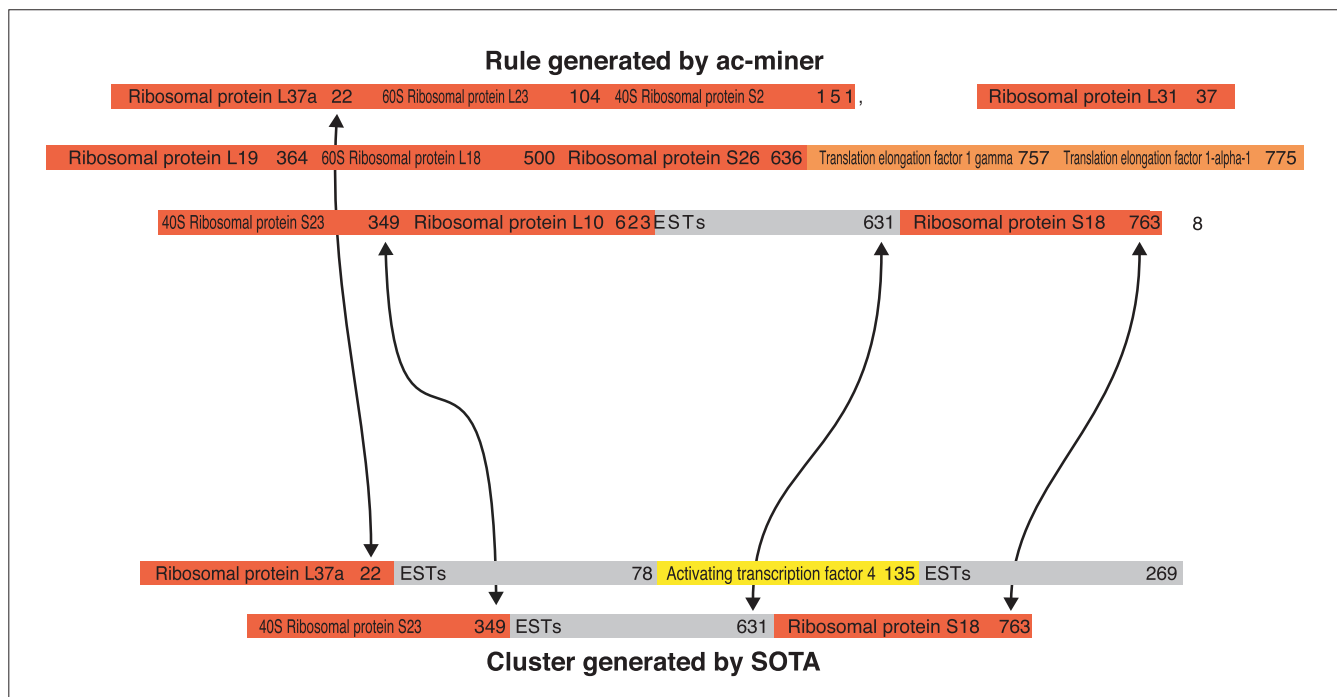 Rule generated by ac-miner
Ribosomal protein L37a 22 60S Ribosomal protein L23 104 40S Ribosomal protein S2 151, Ribosomal protein L31 37
Ribosomal protein L19 364 60S Ribosomal protein L18 500 Ribosomal protein S26 636 Translation elongation factor 1 gamma 757 Translation elongation factor 1-alpha-1 775
40S Ribosomal protein S23 349 Ribosomal protein L10 623 ESTs 631 Ribosomal protein S18 763 8
Ribosomal protein L37a 22 ESTs 78 Activating transcription factor 4 135 ESTs 269
40S Ribosomal protein S23 349 ESTs 631 Ribosomal protein S18 763
Cluster generated by SOTA